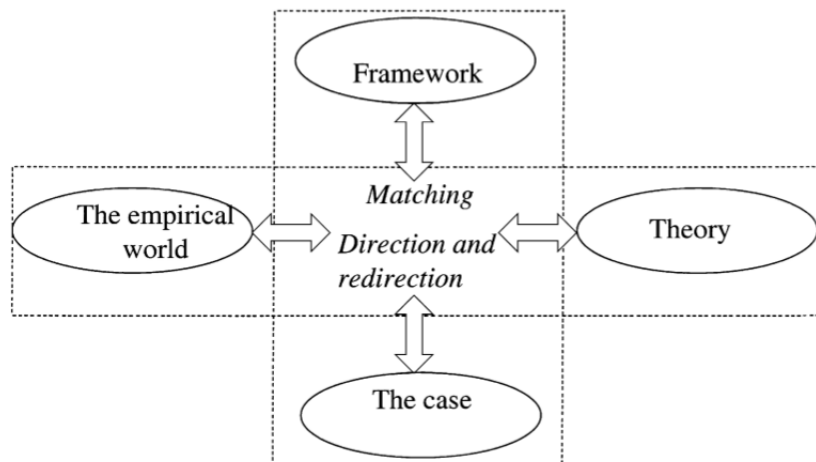 Framework
Matching
The empirical
world
Direction and
redirection
Theory
The case